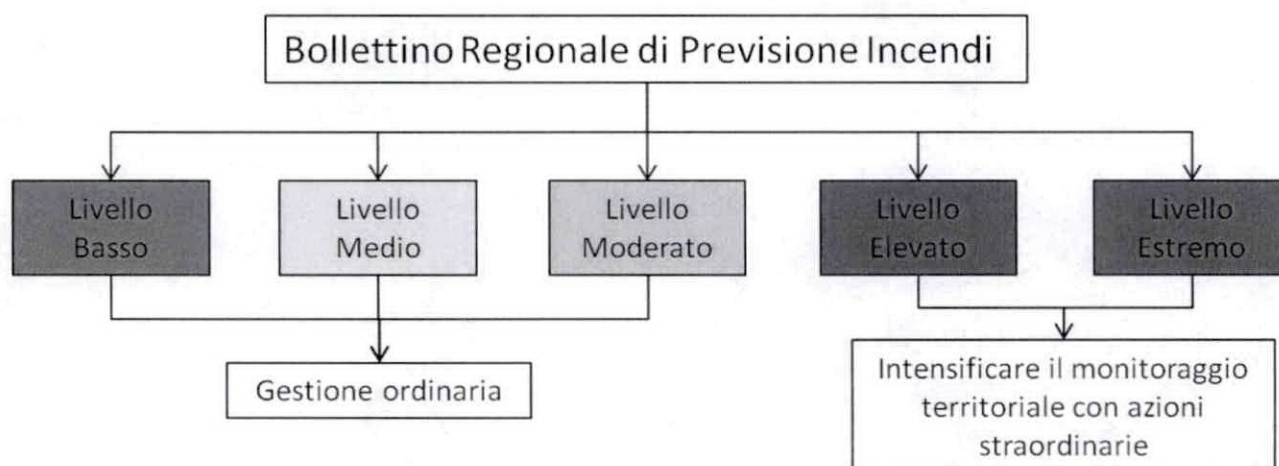 Bollettino Regionale di Previsione Incendi
Livello
Basso
Livello
Medio
Livello
Moderato
Livello
Elevato
Livello
Estremo
Gestione ordinaria
Intensificare il monitoraggio
territoriale con azioni
straordinarie